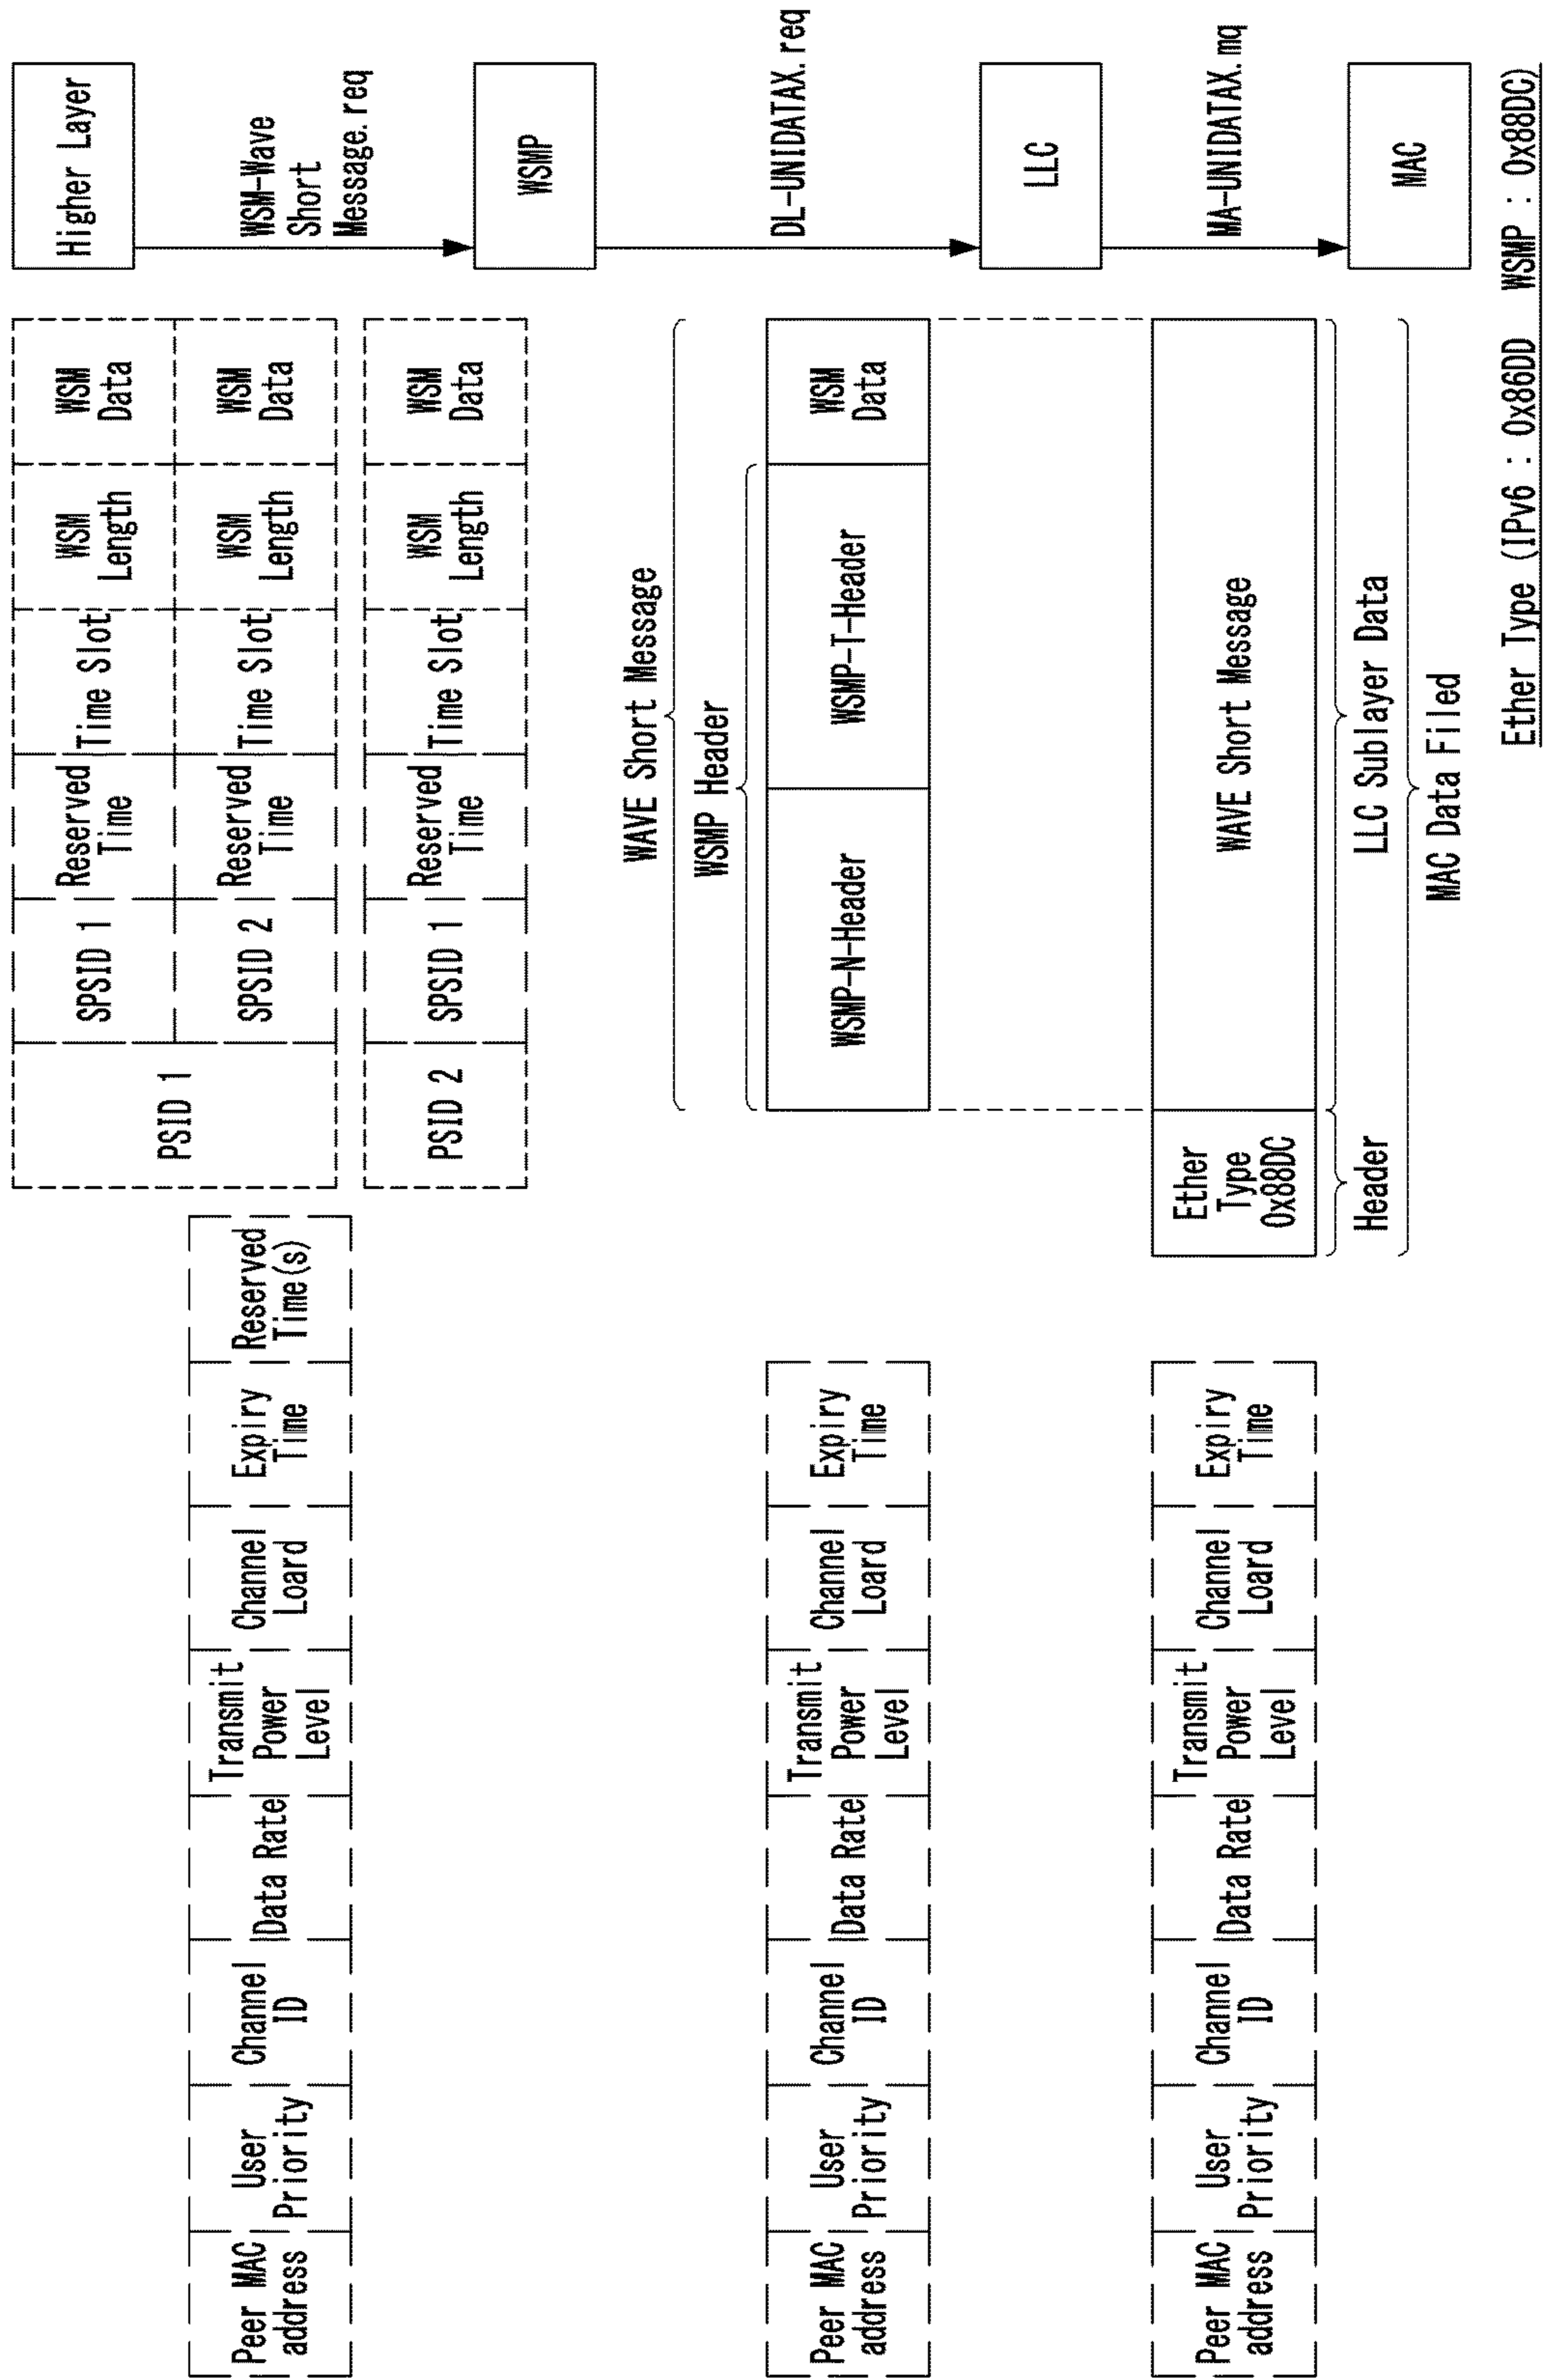 Peer MAC
address
User
Priority
Channel
ID
Data Rate
Transmit
Power
Level
Channel
Loard
Expiry
Time
Reserved
Time(s)
PSID 1
SPSID 1
Reserved
Time
Time Slot
WSM
Length
WSM
Data
SPSID 2
Reserved
Time
Time Slot
WSM
Length
WSM
Data
PSID 2
SPSID 1
Reserved
Time
Time Slot
WSM
Length
WSM
Data
Higher Layer
WSM-Wave
Short
Message.req
WSMP
WAVE Short Message
WSMP Header
Peer MAC
address
User
Priority
Channel
ID
Data Rate
Transmit
Power
Level
Channel
Loard
Expiry
Time
WSMP-N-Header
WSMP-T-Header
WSM
Data
DL-UNIDATAX.req
LLC
Peer MAC
address
User
Priority
Channel
ID
Data Rate
Transmit
Power
Level
Channel
Loard
Expiry
Time
Ether
Type
0x88DC
WAVE Short Message
MA-UNIDATAX.mq
Header
LLC Sublayer Data
MAC Data Filed
MAC
Ether Type (IPv6 : 0x86DD WSMP : 0x88DC)